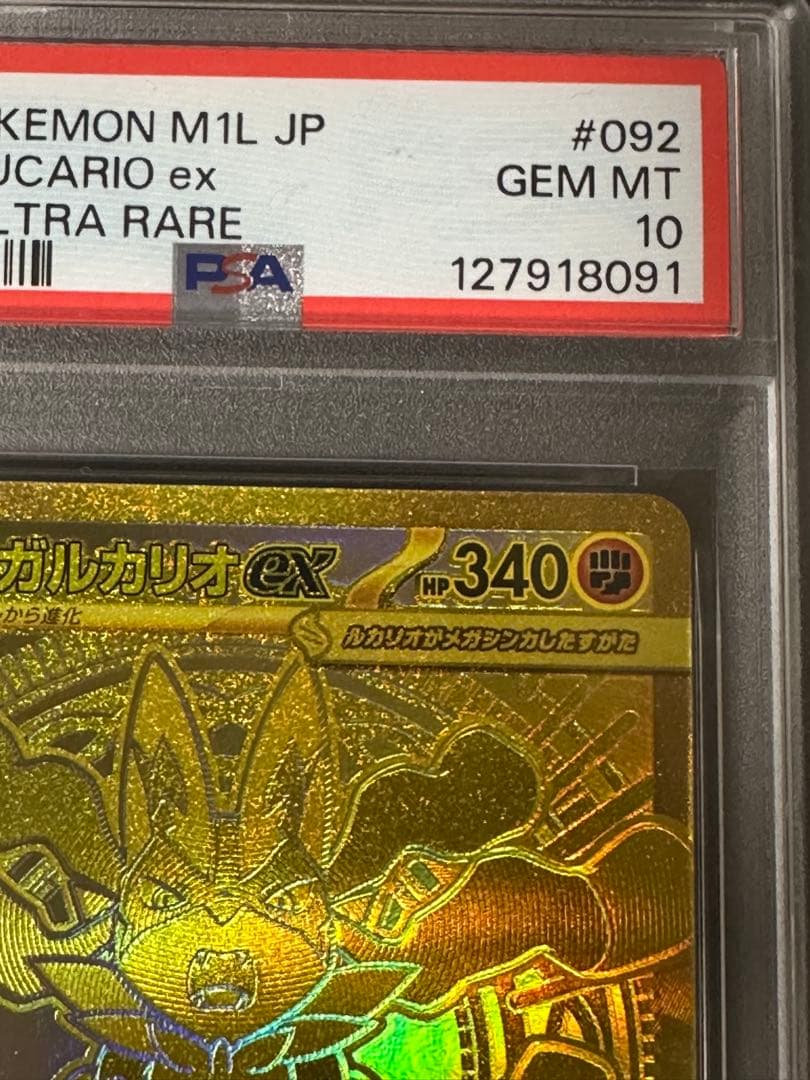 KEMON M1L JP
#092
UCARIO ex
GEM MT
LTRA RARE
10
PSA
127918091
ガルカリオex
HP340
から進化
ルカリオがメガシンカしたすがた